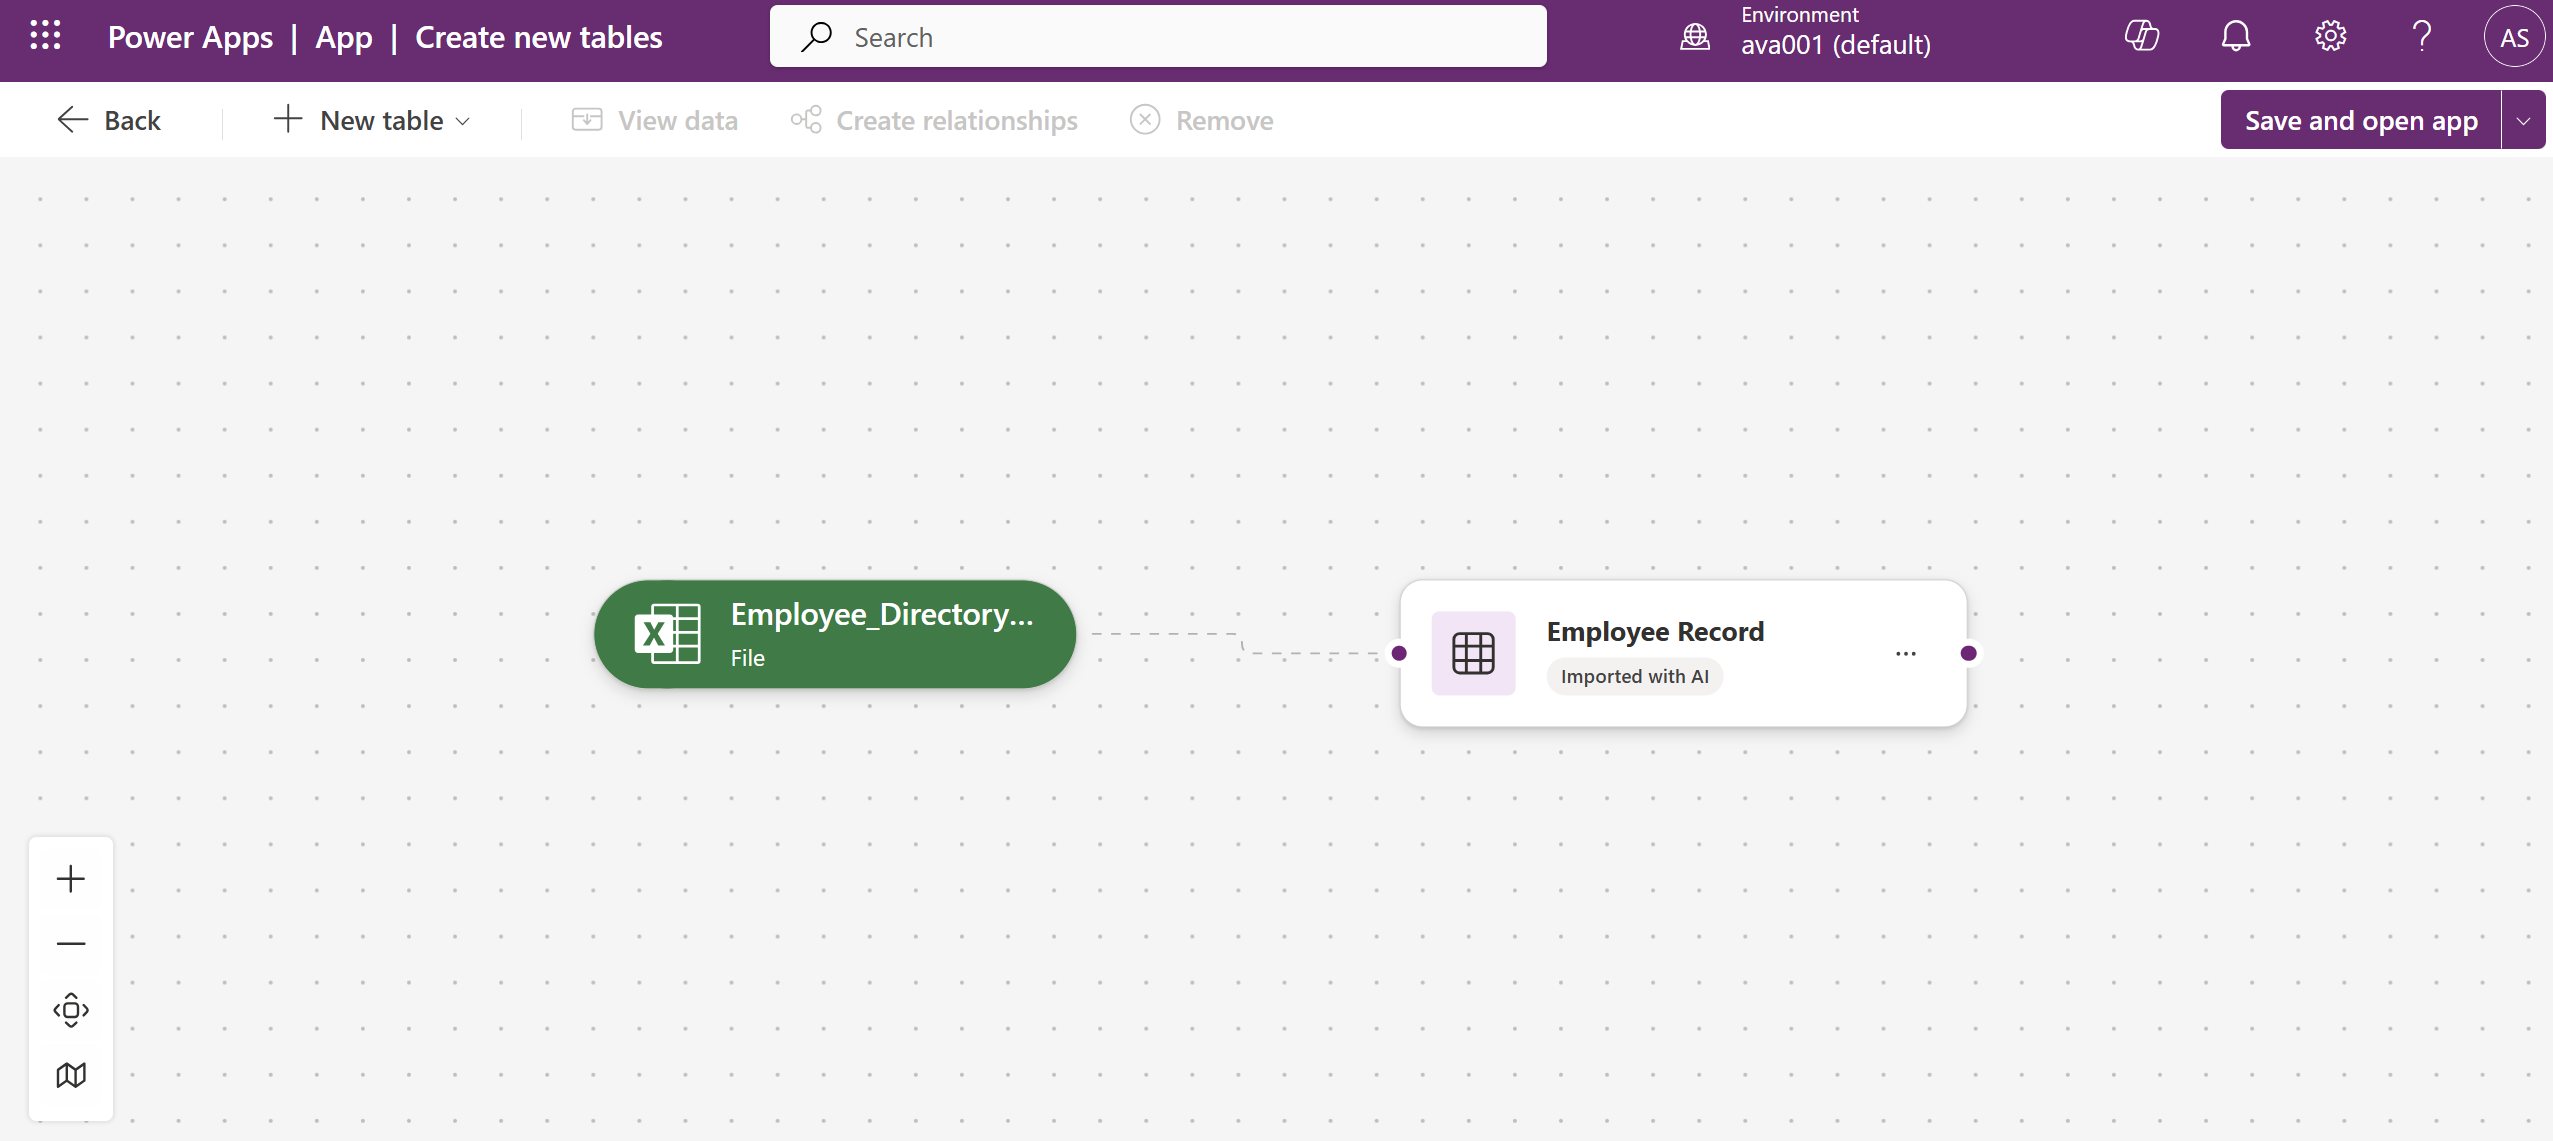 Power Apps | App | Create new tables
Search
Environment
ava001 (default)
AS
Back
New table
View data
Create relationships
Remove
Save and open app
Employee_Directory...
File
Employee Record
Imported with AI